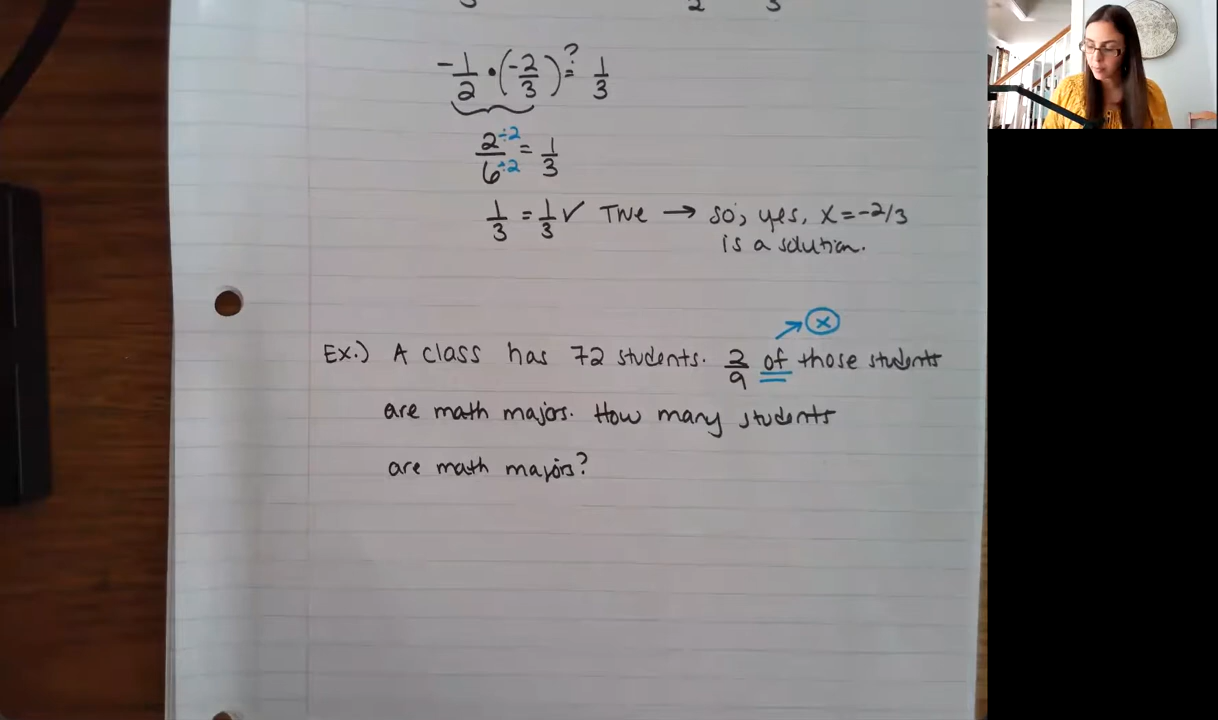 -1/2 • (-2/3) ?= 1/3
2÷2/6÷2 = 1/3
1/3 = 1/3 ✓ True → so, yes, x = -2/3
is a solution.
x
Ex.) A class has 72 students. 2/9 of those students
are math majors. How many students
are math majors?